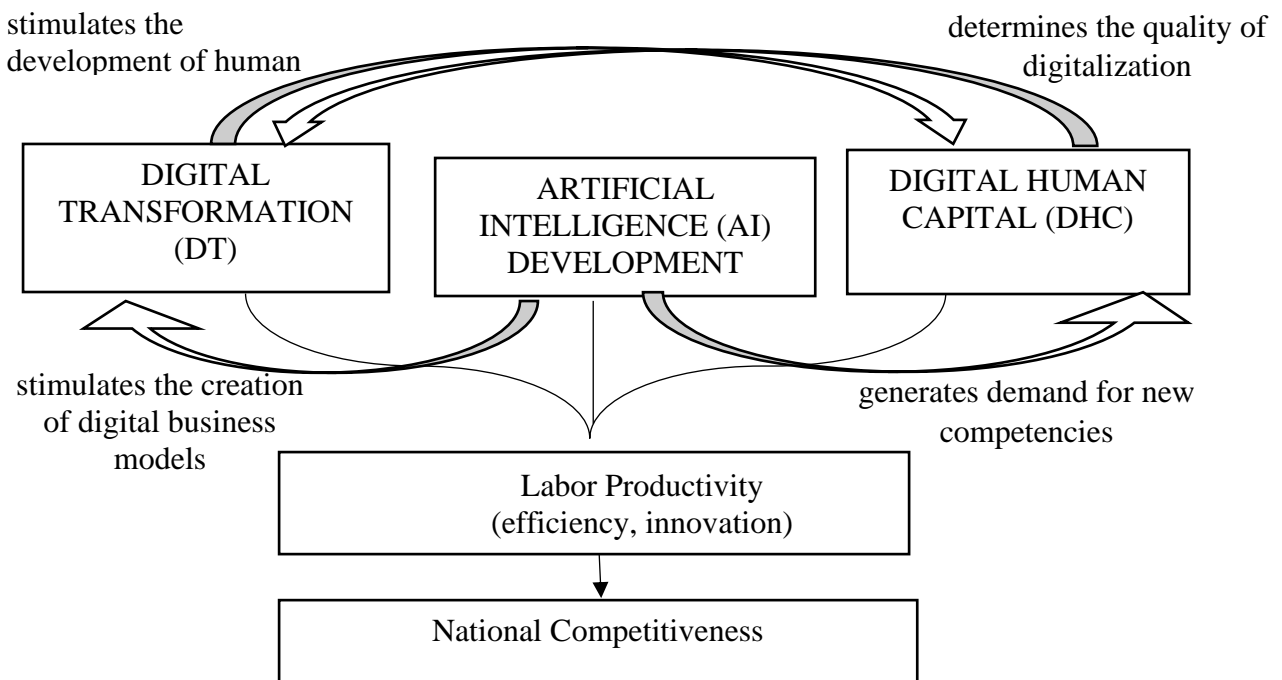 stimulates the
development of human
determines the quality of
digitalization
DIGITAL
TRANSFORMATION
(DT)
ARTIFICIAL
INTELLIGENCE (AI)
DEVELOPMENT
DIGITAL HUMAN
CAPITAL (DHC)
stimulates the creation
of digital business
models
generates demand for new
competencies
Labor Productivity
(efficiency, innovation)
National Competitiveness